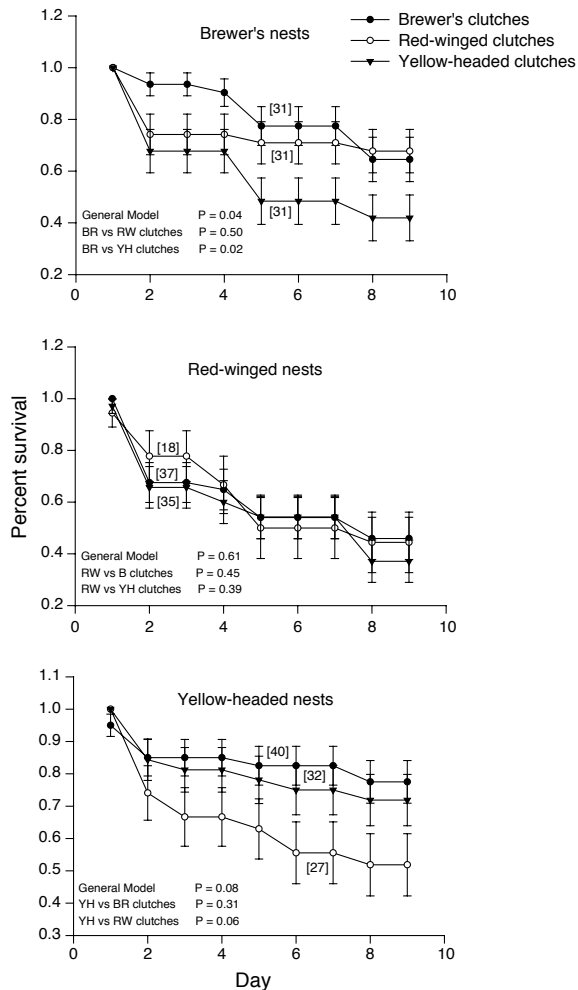 Brewer's clutches
Red-winged clutches
Yellow-headed clutches
Brewer's nests
1.2
1.0
0.8
0.6
0.4
0.2
[31]
[31]
[31]
General Model P = 0.04
BR vs RW clutches P = 0.50
BR vs YH clutches P = 0.02
0 2 4 6 8 10
Red-winged nests
1.2
1.0
0.8
0.6
0.4
0.2
[18]
[37]
[35]
General Model P = 0.61
RW vs B clutches P = 0.45
RW vs YH clutches P = 0.39
0 2 4 6 8 10
Percent survival
Yellow-headed nests
1.1
1.0
0.9
0.8
0.7
0.6
0.5
0.4
0.3
[40]
[32]
[27]
General Model P = 0.08
YH vs BR clutches P = 0.31
YH vs RW clutches P = 0.06
0 2 4 6 8 10
Day